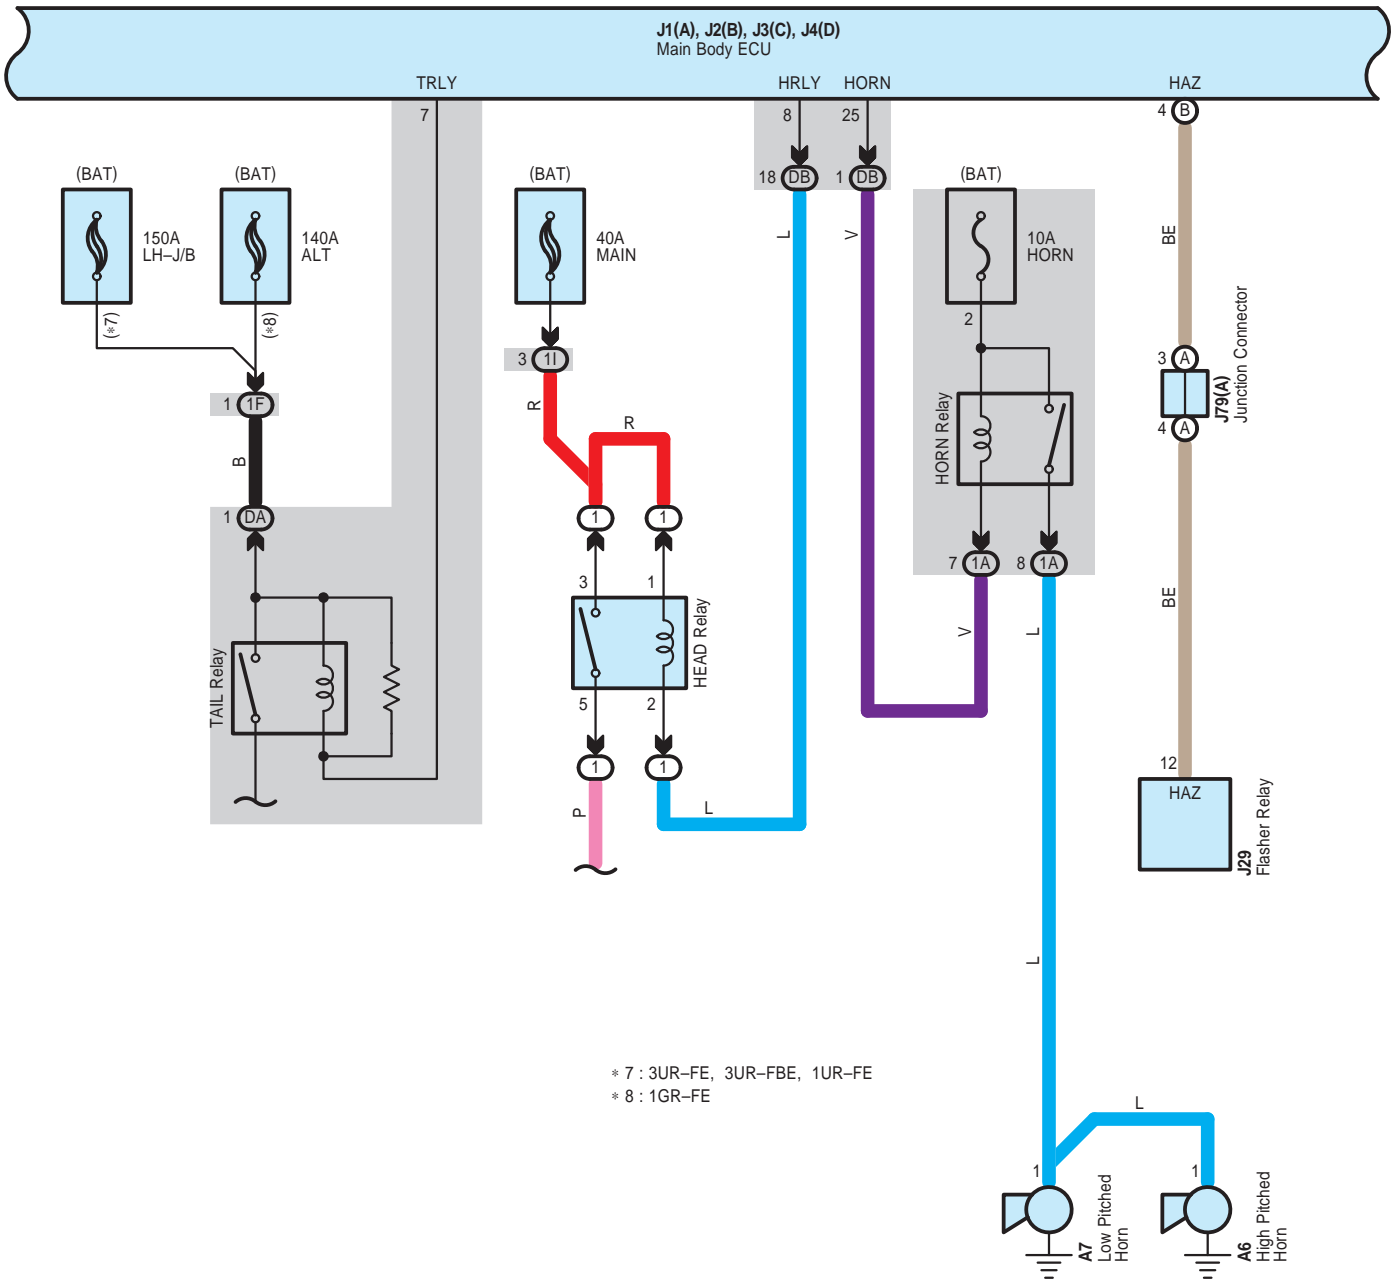 J1(A), J2(B), J3(C), J4(D)
Main Body ECU
TRLY
HRLY
HORN
HAZ
7
8
25
4
B
(BAT)
(BAT)
(BAT)
(BAT)
18
DB
1
DB
150A
LH–J/B
140A
ALT
40A
MAIN
10A
HORN
L
V
BE
(∗7)
(∗8)
2
3
1I
3
A
J79(A)
Junction Connector
4
A
1
1F
R
R
HORN Relay
B
1
DA
1
1
7
1A
8
1A
3
1
TAIL Relay
HEAD Relay
V
L
BE
5
2
1
1
12
HAZ
P
L
J29
Flasher Relay
L
∗ 7 : 3UR–FE, 3UR–FBE, 1UR–FE
∗ 8 : 1GR–FE
L
1
1
A7
Low Pitched
Horn
A6
High Pitched
Horn